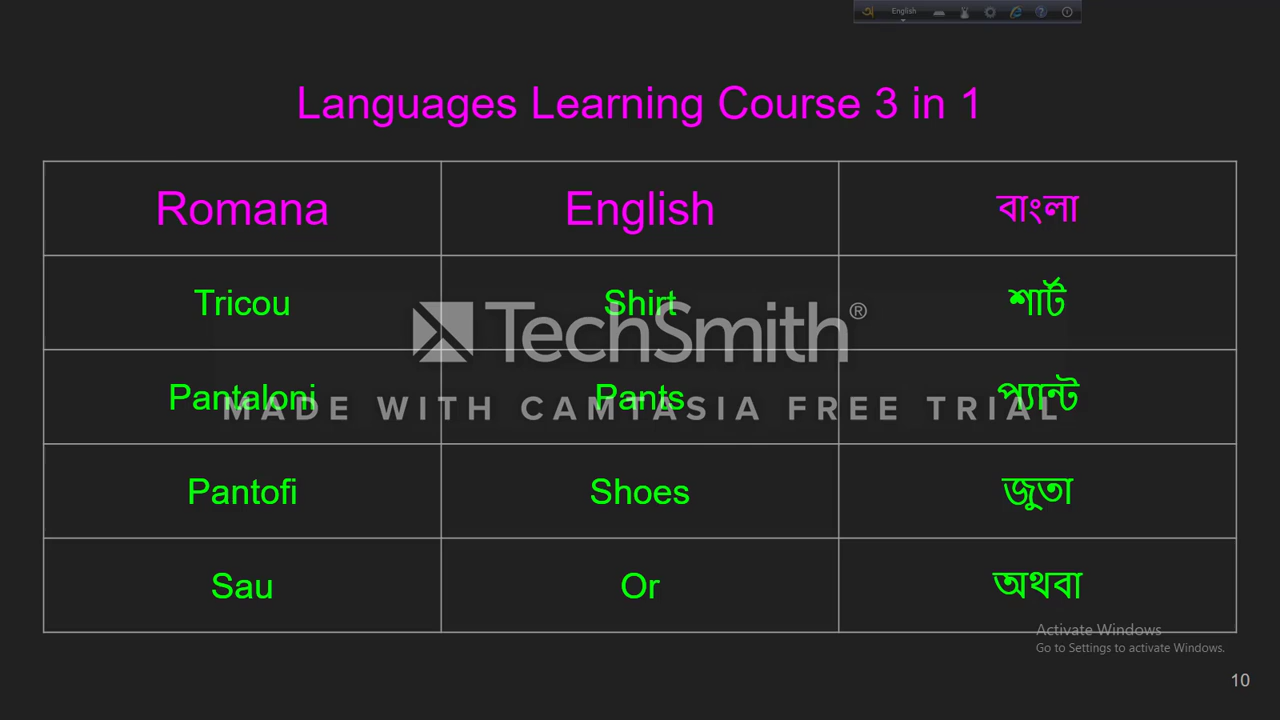 অ English
Languages Learning Course 3 in 1
Romana English বাংলা
Tricou Shirt শার্ট
TechSmith®
Pantaloni Pants প্যান্ট
MADE WITH CAMTASIA FREE TRIAL
Pantofi Shoes জুতা
Sau Or অথবা
Activate Windows
Go to Settings to activate Windows.
10